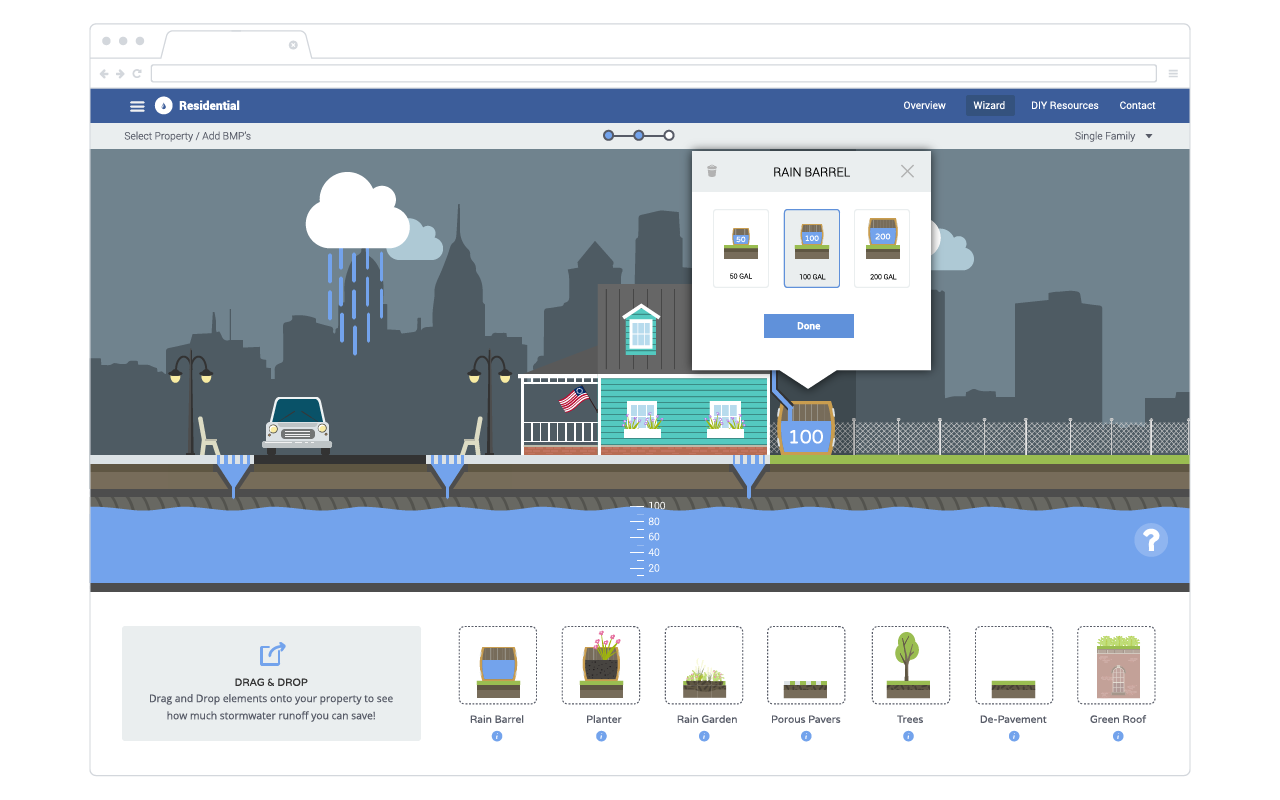 Residential
Overview
Wizard
DIY Resources
Contact
Select Property / Add BMP's
Single Family
RAIN BARREL
50
100
200
50 GAL
100 GAL
200 GAL
Done
100
100
80
60
40
20
?
DRAG & DROP
Drag and Drop elements onto your property to see
how much stormwater runoff you can save!
Rain Barrel
Planter
Rain Garden
Porous Pavers
Trees
De-Pavement
Green Roof